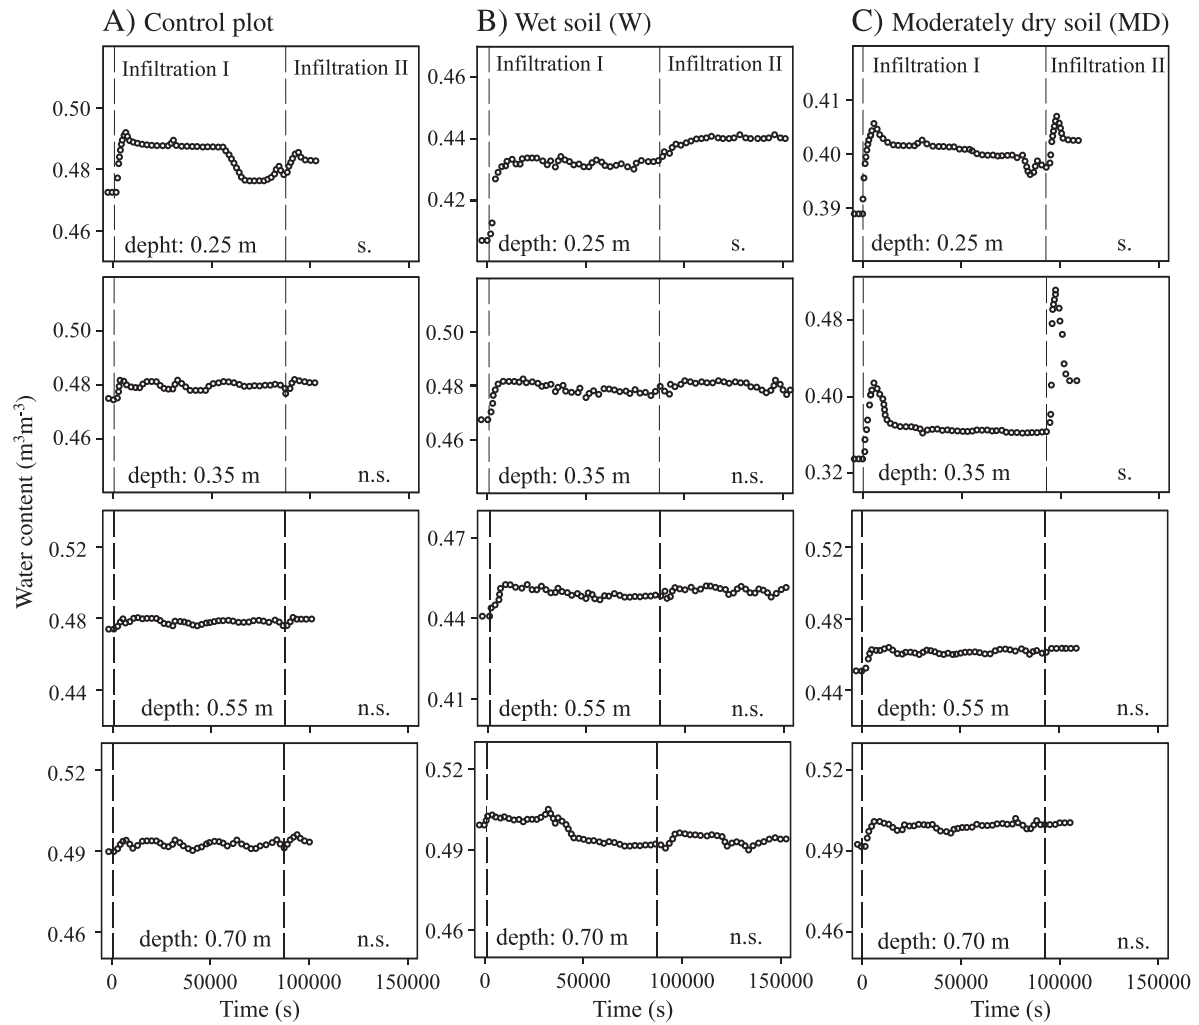 A) Control plot
B) Wet soil (W)
C) Moderately dry soil (MD)
Water content (m³m⁻³)
Infiltration I
Infiltration II
0.50
0.48
0.46
depht: 0.25 m
s.
Infiltration I
Infiltration II
0.46
0.44
0.42
depth: 0.25 m
s.
Infiltration I
Infiltration II
0.41
0.40
0.39
depth: 0.25 m
s.
0.50
0.48
0.46
depth: 0.35 m
n.s.
0.50
0.48
0.46
depth: 0.35 m
n.s.
0.48
0.40
0.32
depth: 0.35 m
s.
0.52
0.48
0.44
depth: 0.55 m
n.s.
0.47
0.44
0.41
depth: 0.55 m
n.s.
0.52
0.48
0.44
depth: 0.55 m
n.s.
0.52
0.49
0.46
depth: 0.70 m
n.s.
0.52
0.49
0.46
depth: 0.70 m
n.s.
0.52
0.49
0.46
depth: 0.70 m
n.s.
0 50000 100000 150000
0 50000 100000 150000
0 50000 100000 150000
Time (s)
Time (s)
Time (s)